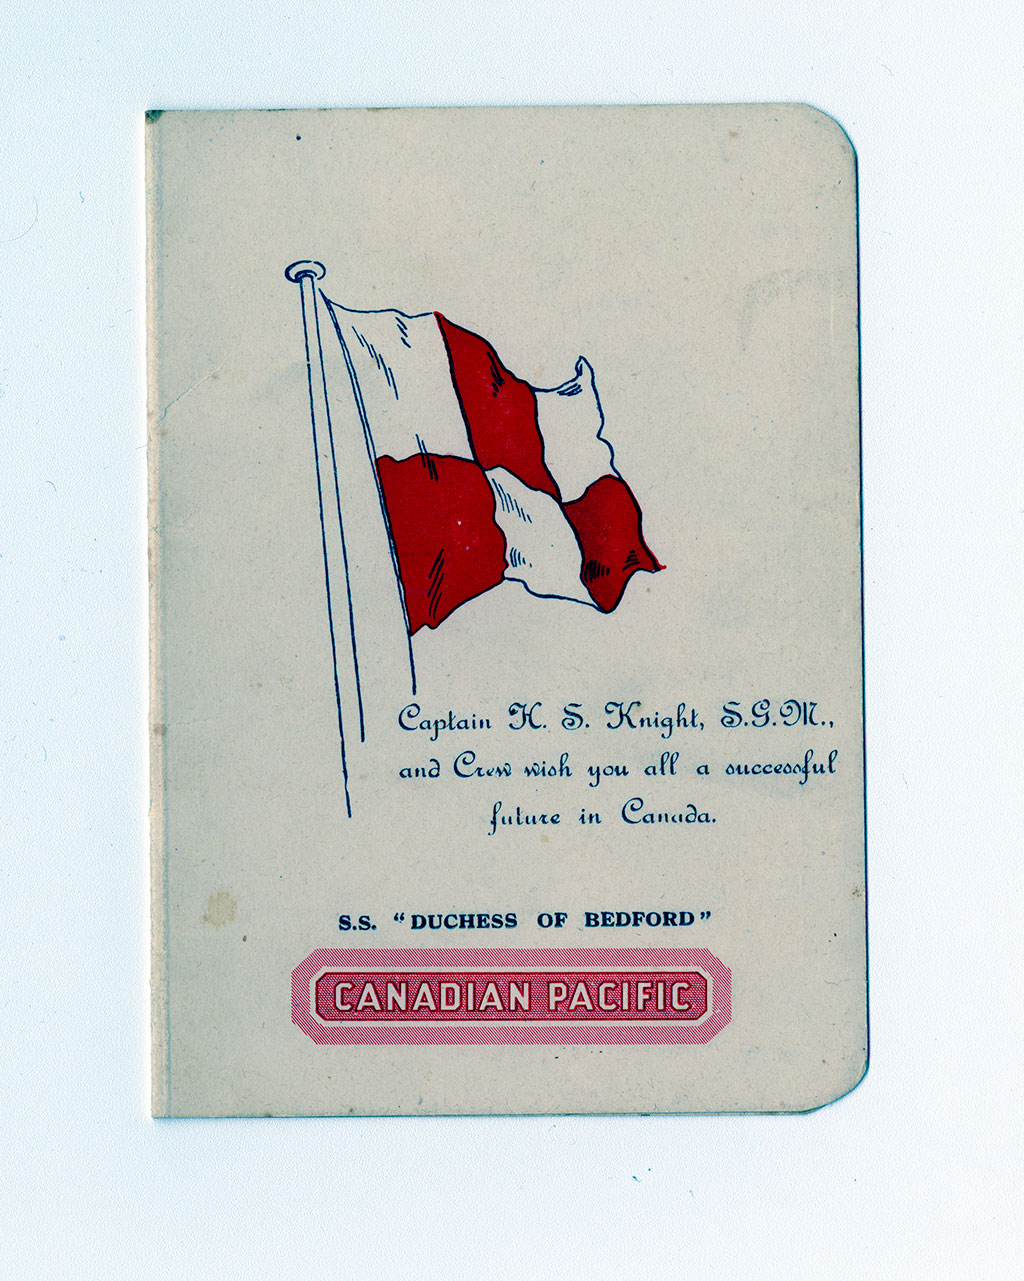 Captain H. S. Knight, S.G.M.,
and Crew wish you all a successful
future in Canada.
S.S. “DUCHESS OF BEDFORD”
CANADIAN PACIFIC